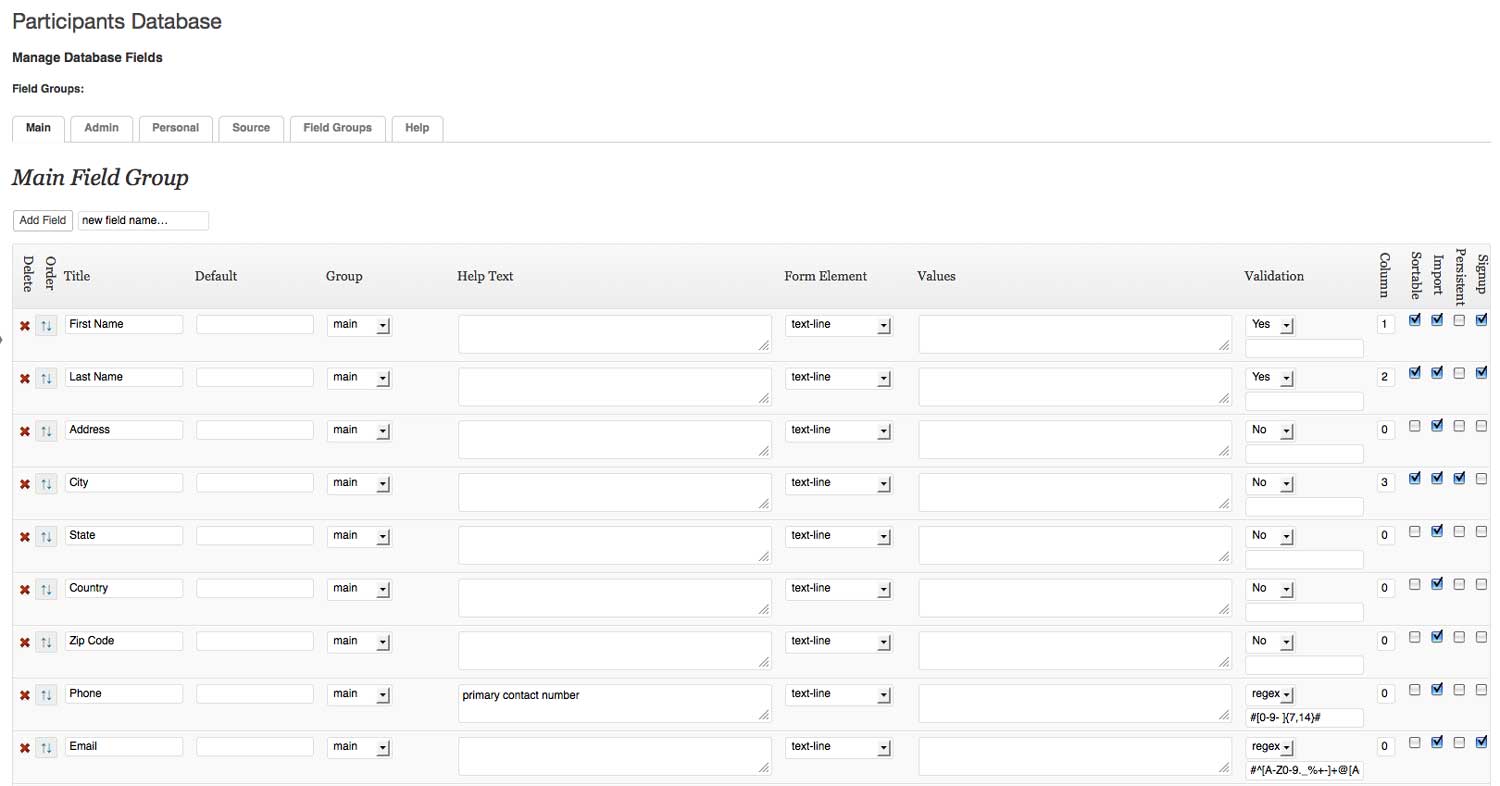 Participants Database
Manage Database Fields
Field Groups:
Main Admin Personal Source Field Groups Help
Main Field Group
Add Field new field name...
Delete Order Title Default Group Help Text Form Element Values Validation Column Sortable Import Persistent Signup
First Name main text-line Yes 1
Last Name main text-line Yes 2
Address main text-line No 0
City main text-line No 3
State main text-line No 0
Country main text-line No 0
Zip Code main text-line No 0
Phone main primary contact number text-line regex 0
#[0-9- ]{7,14}#
Email main text-line regex 0
#^[A-Z0-9._%+-]+@[A